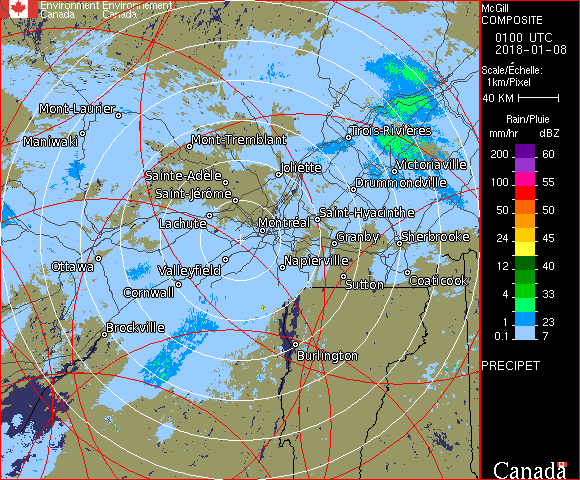 Environment Environnement
Canada Canada
McGill
COMPOSITE
0100 UTC
2018-01-08
Scale/Échelle:
1km/Pixel
40 KM
Rain/Pluie
mm/hr dBZ
200 60
100 55
50 50
24 45
12 40
4 33
1 23
0.1 7
PRECIPET
Canada
Mont-Laurier
Maniwaki
Mont-Tremblant
Trois-Rivières
Joliette
Victoriaville
Sainte-Adèle
Drummondville
Saint-Jérôme
Lachute
Montréal
Saint-Hyacinthe
Granby
Sherbrooke
Ottawa
Valleyfield
Napierville
Cornwall
Sutton
Coaticook
Brockville
Burlington